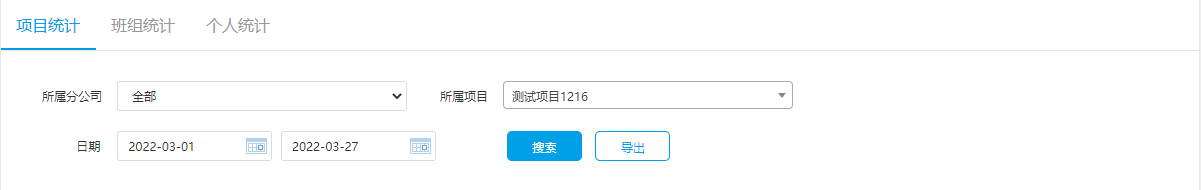 项目统计 班组统计 个人统计
所属分公司 全部 所属项目 测试项目1216
日期 2022-03-01 2022-03-27 搜索 导出